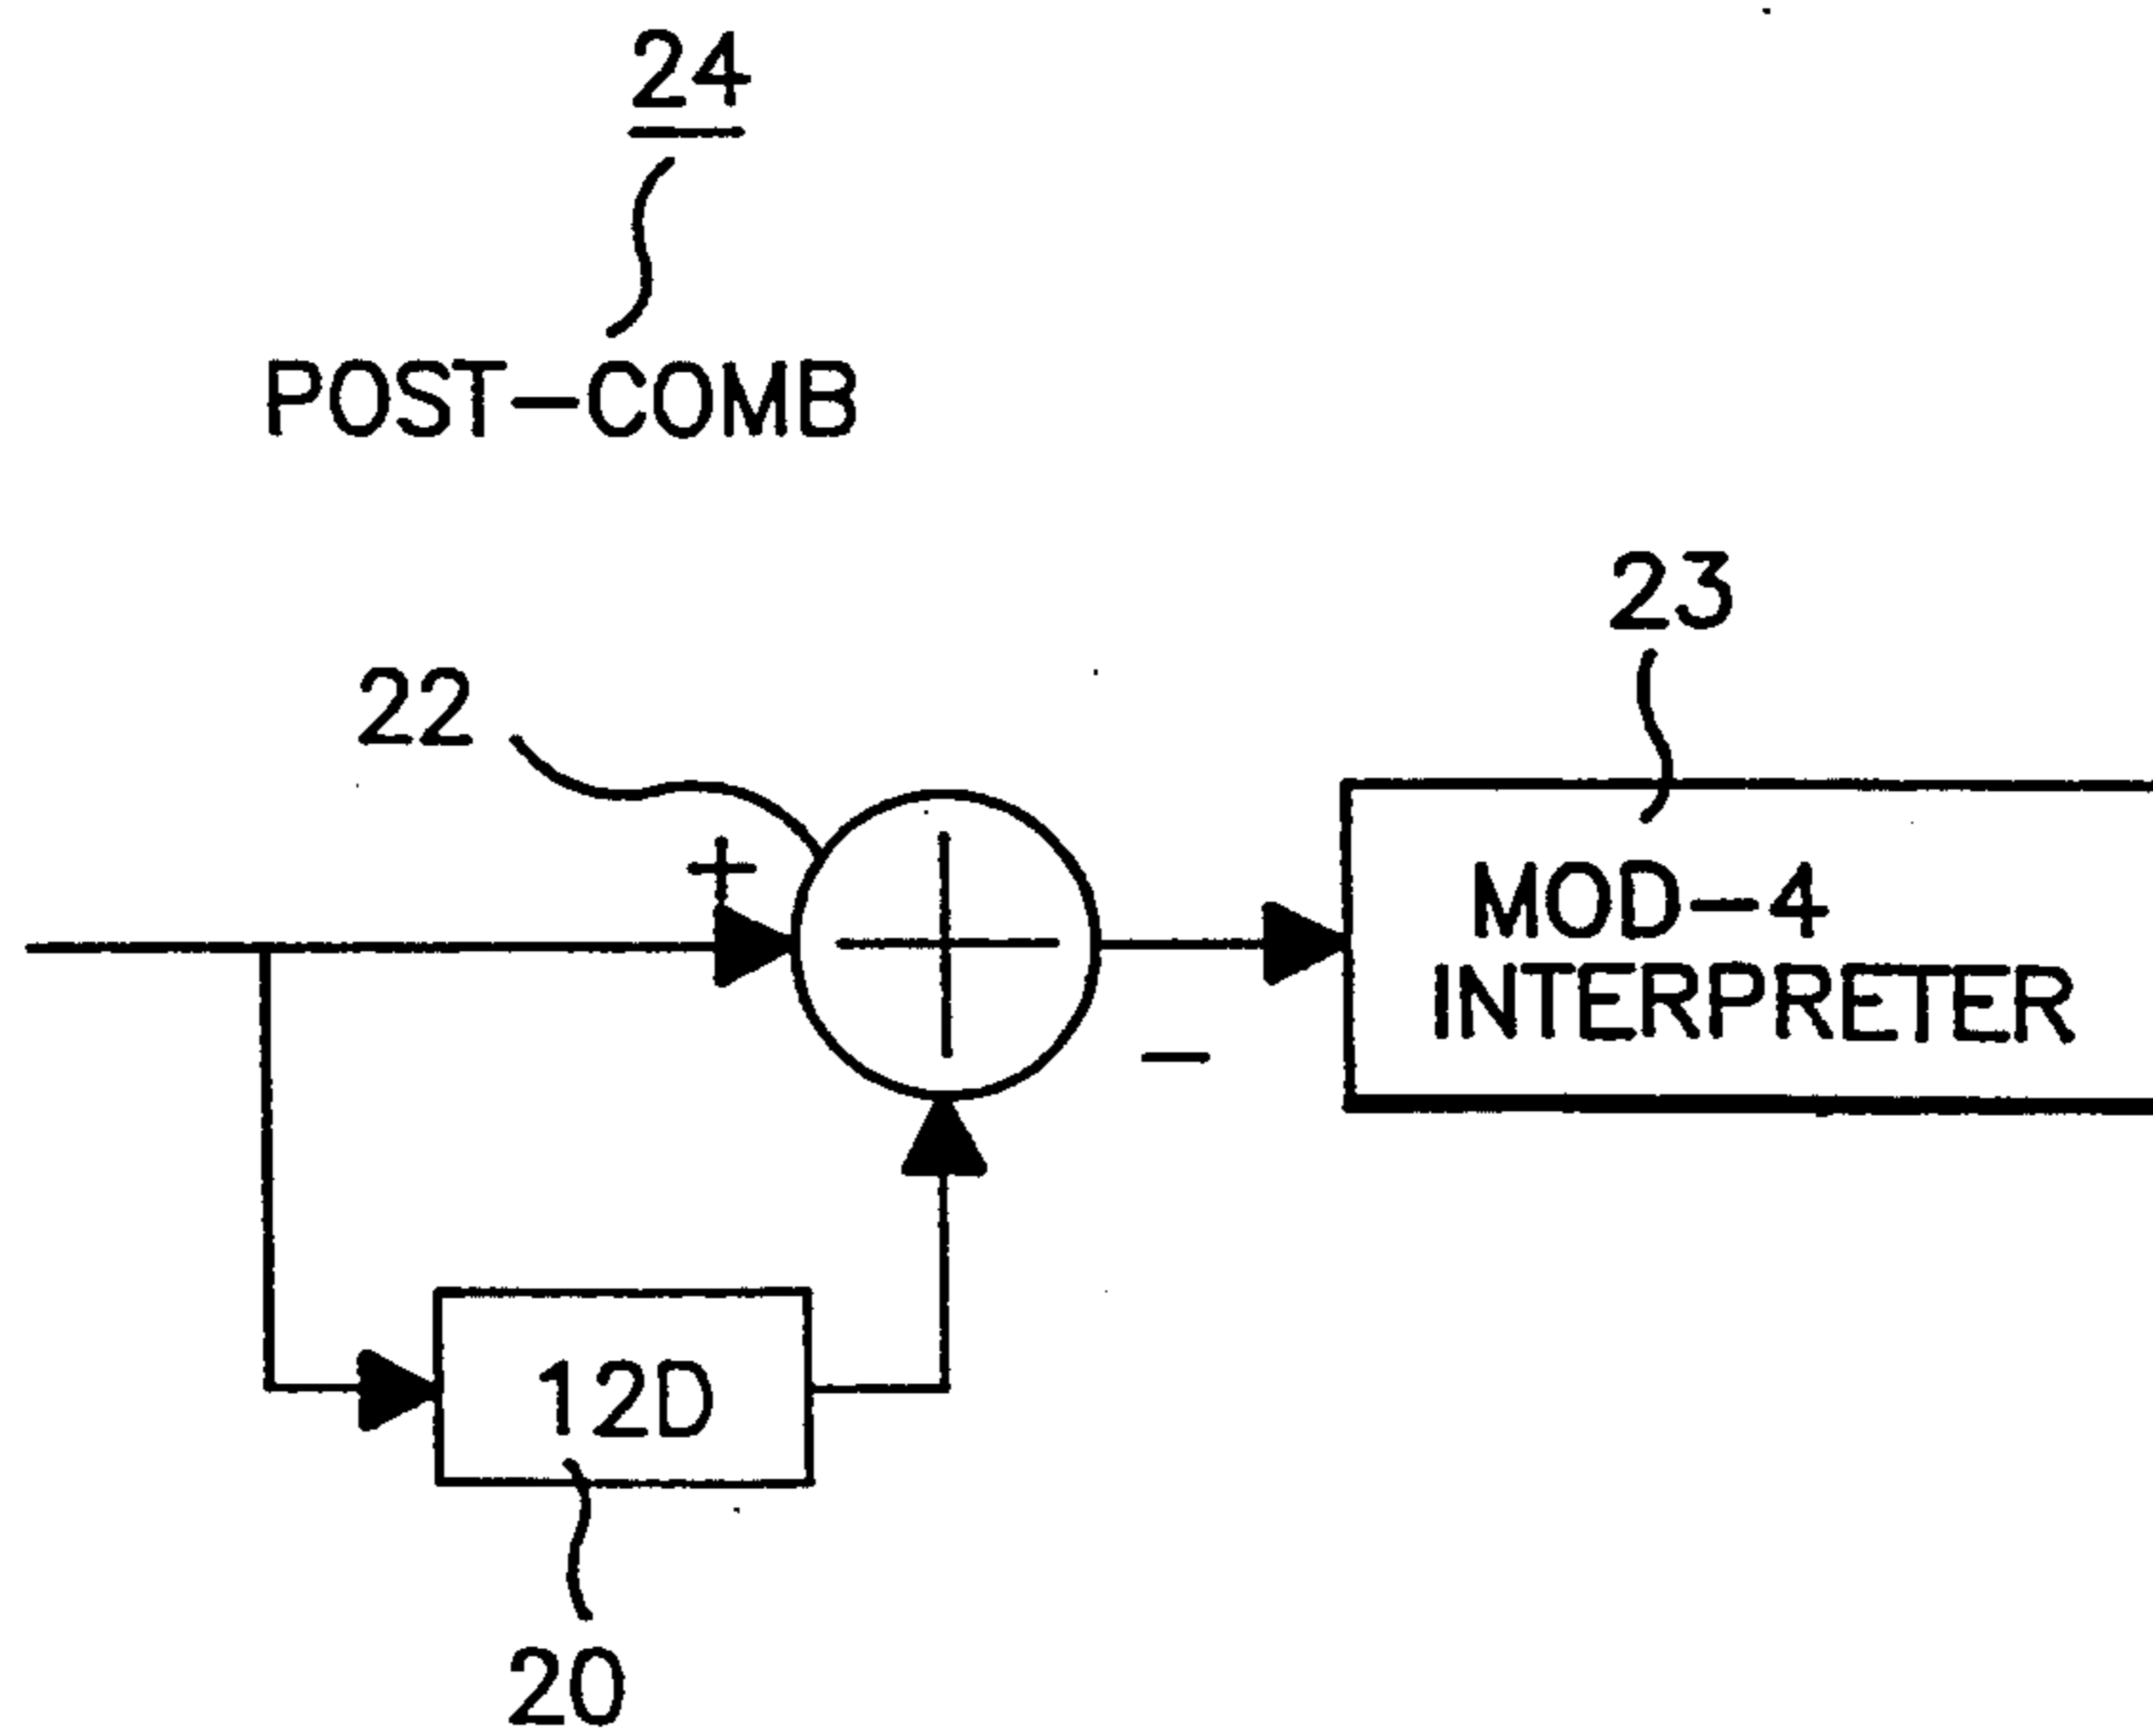 24
POST-COMB
23
22
+
MOD-4
INTERPRETER
-
12D
20